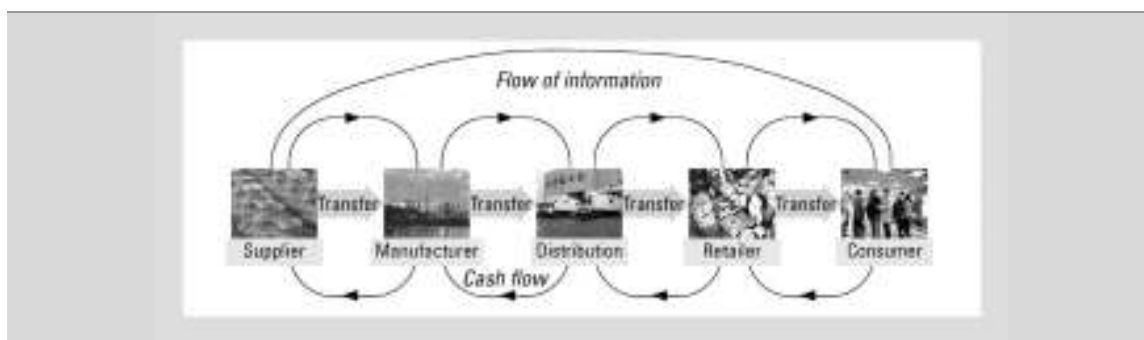 Flow of information
Transfer Transfer Transfer Transfer
Supplier Manufacturer Distribution Retailer Consumer
Cash flow